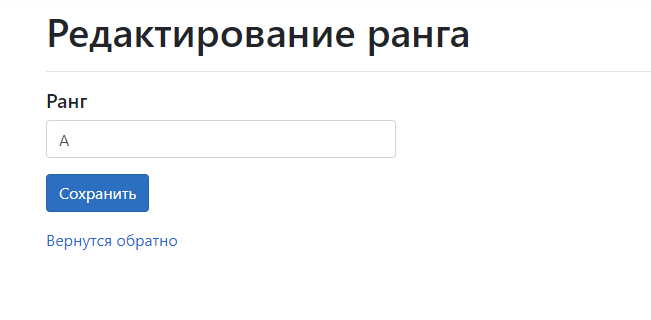 Редактирование ранга
Ранг
A
Сохранить
Вернутся обратно